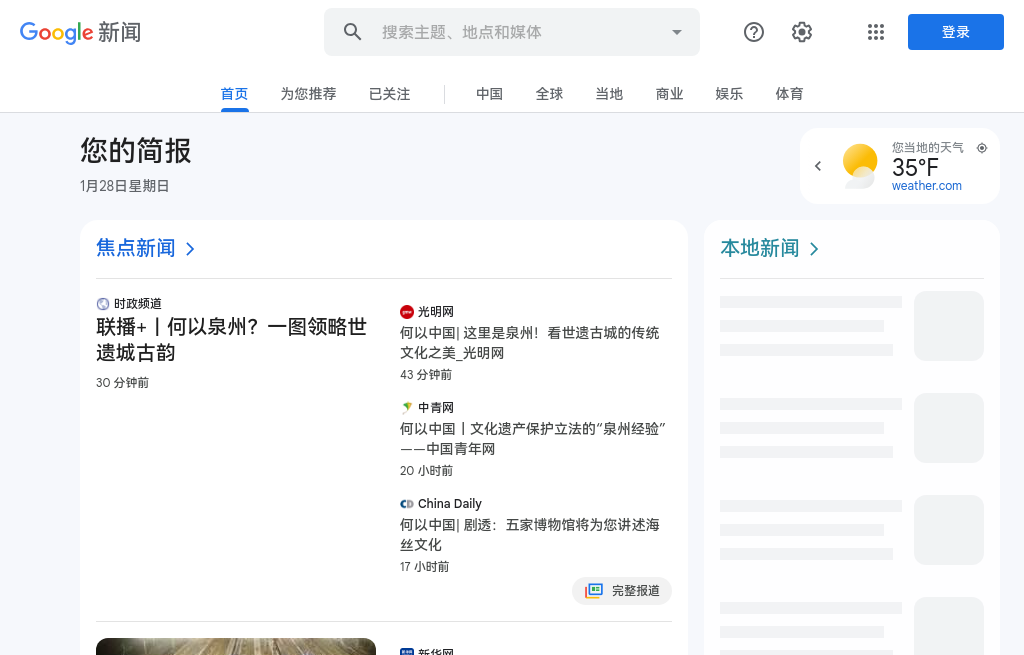 Google 新闻
搜索主题、地点和媒体
登录
首页
为您推荐
已关注
中国
全球
当地
商业
娱乐
体育
您的简报
1月28日星期日
您当地的天气
35°F
weather.com
焦点新闻
时政频道
联播+丨何以泉州？一图领略世
遗城古韵
30 分钟前
光明网
何以中国| 这里是泉州！看世遗古城的传统
文化之美_光明网
43 分钟前
中青网
何以中国丨文化遗产保护立法的“泉州经验”
——中国青年网
20 小时前
China Daily
何以中国| 剧透：五家博物馆将为您讲述海
丝文化
17 小时前
完整报道
新华网
本地新闻